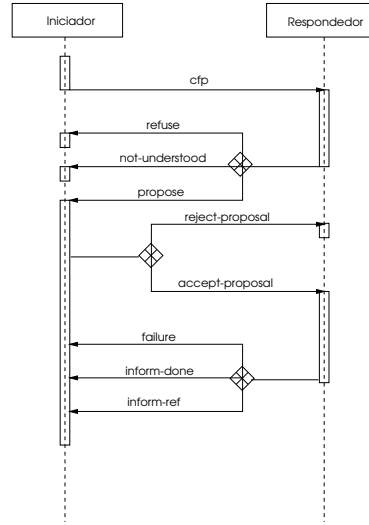 Iniciador
Respondedor
cfp
refuse
not-understood
propose
reject-proposal
accept-proposal
failure
inform-done
inform-ref